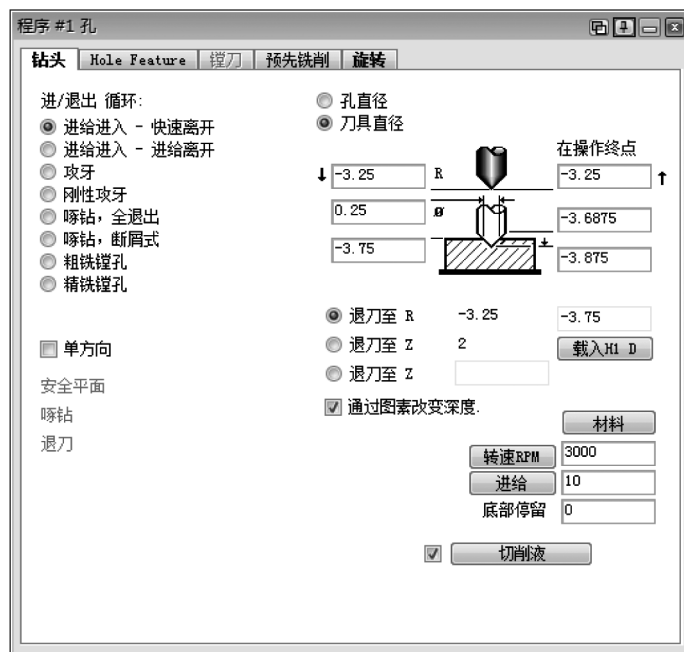 程序 #1 孔
钻头 Hole Feature 镗刀 预先铣削 旋转
进/退出 循环:
孔直径
进给进入 - 快速离开
刀具直径
进给进入 - 进给离开
在操作终点
攻牙
-3.25 R -3.25
刚性攻牙
0.25 ø -3.6875
啄钻，全退出
啄钻，断屑式
-3.75 -3.875
粗铣镗孔
精铣镗孔
退刀至 R -3.25 -3.75
单方向
退刀至 Z 2 载入H1 D
安全平面
退刀至 Z
啄钻
通过图素改变深度.
退刀
材料
转速RPM 3000
进给 10
底部停留 0
切削液